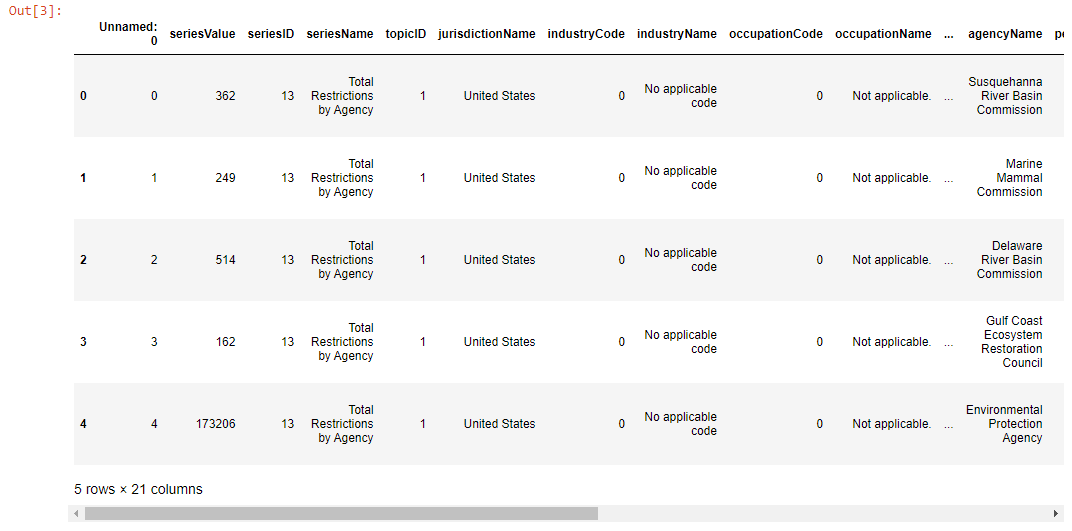 Out[3]:
Unnamed: 0 seriesValue seriesID seriesName topicID jurisdictionName industryCode industryName occupationCode occupationName ... agencyName pe
0 0 362 13 Total Restrictions by Agency 1 United States 0 No applicable code 0 Not applicable. ... Susquehanna River Basin Commission
1 1 249 13 Total Restrictions by Agency 1 United States 0 No applicable code 0 Not applicable. ... Marine Mammal Commission
2 2 514 13 Total Restrictions by Agency 1 United States 0 No applicable code 0 Not applicable. ... Delaware River Basin Commission
3 3 162 13 Total Restrictions by Agency 1 United States 0 No applicable code 0 Not applicable. ... Gulf Coast Ecosystem Restoration Council
4 4 173206 13 Total Restrictions by Agency 1 United States 0 No applicable code 0 Not applicable. ... Environmental Protection Agency
5 rows × 21 columns